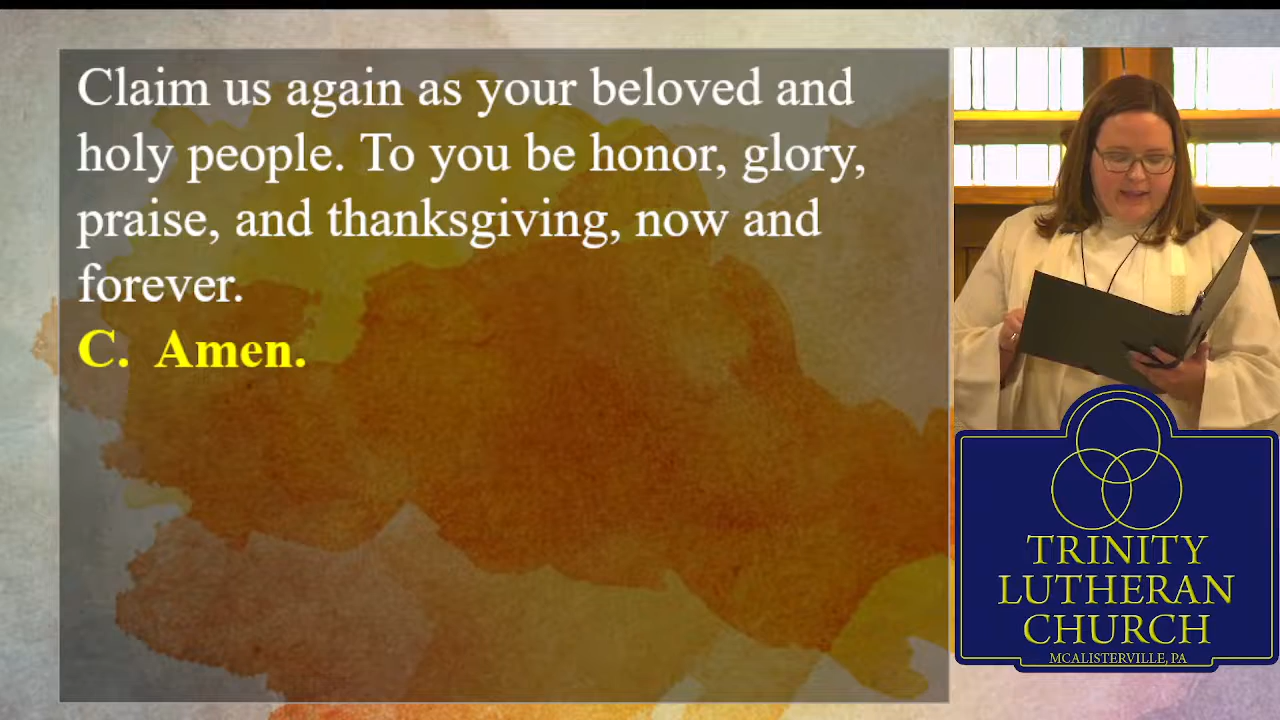 Claim us again as your beloved and
holy people. To you be honor, glory,
praise, and thanksgiving, now and
forever.
C. Amen.
TRINITY
LUTHERAN
CHURCH
MCALISTERVILLE, PA